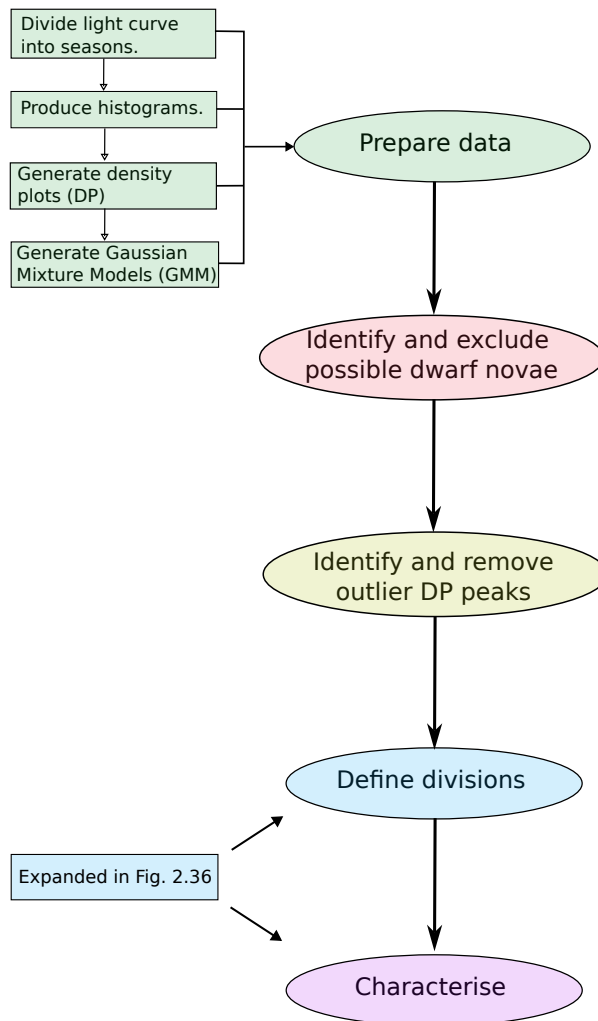 Divide light curve
into seasons.
Produce histograms.
Generate density
plots (DP)
Generate Gaussian
Mixture Models (GMM)
Prepare data
Identify and exclude
possible dwarf novae
Identify and remove
outlier DP peaks
Define divisions
Expanded in Fig. 2.36
Characterise